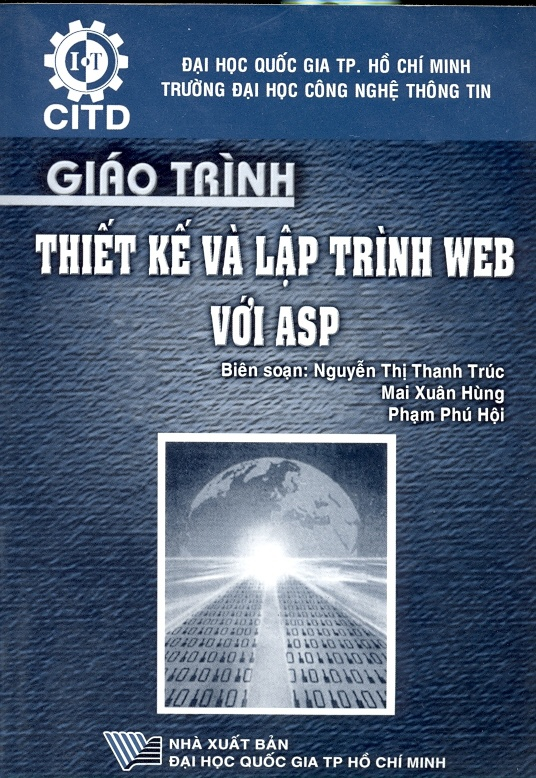 IoT
CITD
ĐẠI HỌC QUỐC GIA TP. HỒ CHÍ MINH
TRƯỜNG ĐẠI HỌC CÔNG NGHỆ THÔNG TIN
GIÁO TRÌNH
THIẾT KẾ VÀ LẬP TRÌNH WEB
VỚI ASP
Biên soạn: Nguyễn Thị Thanh Trúc
Mai Xuân Hùng
Phạm Phú Hội
NHÀ XUẤT BẢN
ĐẠI HỌC QUỐC GIA TP HỒ CHÍ MINH